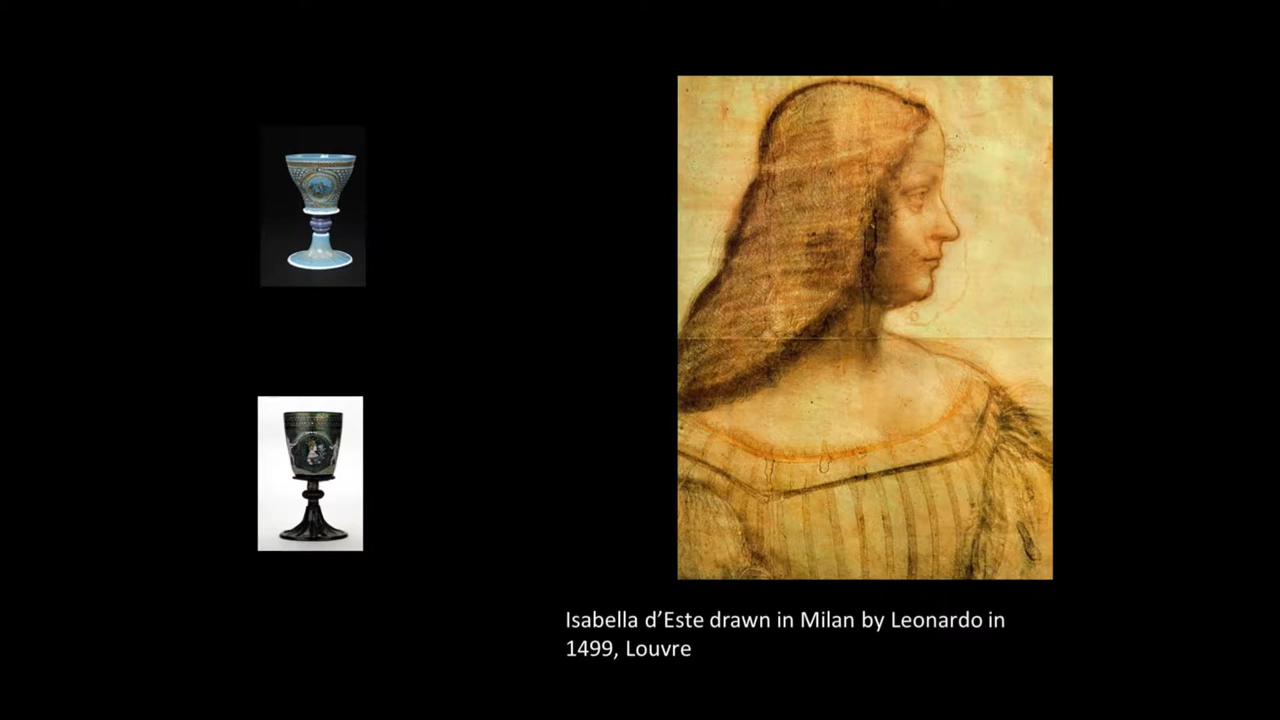 Isabella d’Este drawn in Milan by Leonardo in
1499, Louvre